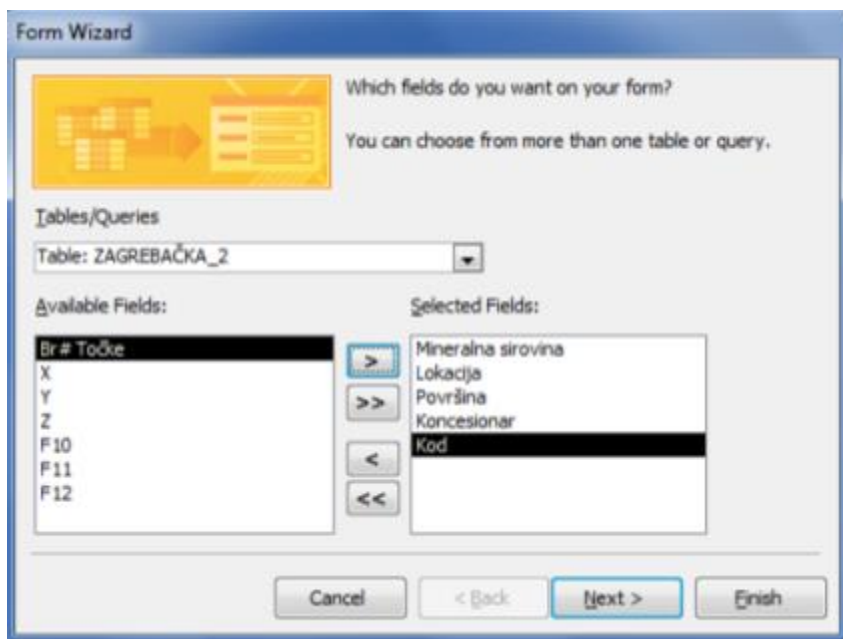 Form Wizard
Which fields do you want on your form?
You can choose from more than one table or query.
Tables/Queries
Table: ZAGREBAČKA_2
Available Fields:
Selected Fields:
Br# Točke
X
Y
Z
F10
F11
F12
>
>>
<
<<
Mineralna sirovina
Lokacija
Površina
Koncesionar
Kod
Cancel
< Back
Next >
Finish